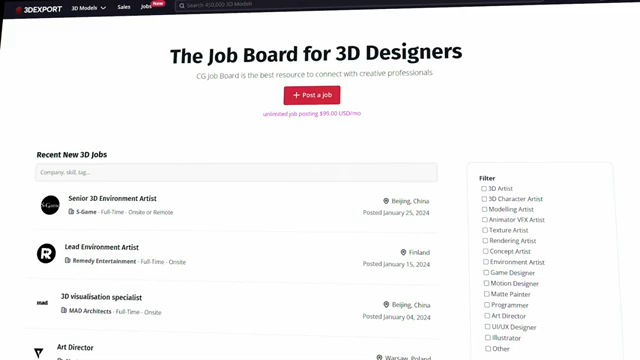 3DEXPORT
3D Models
Sales
Jobs
New
Search 450,000 3D Models
The Job Board for 3D Designers
CG Job Board is the best resource to connect with creative professionals
+ Post a job
unlimited job posting $99.00 USD/mo
Recent New 3D Jobs
Company, skill, tag...
S-Game
Senior 3D Environment Artist
S-Game · Full-Time · Onsite or Remote
Beijing, China
Posted January 25, 2024
R
Lead Environment Artist
Remedy Entertainment · Full-Time · Onsite
Finland
Posted January 15, 2024
mad
3D visualisation specialist
MAD Architects · Full-Time · Onsite
Beijing, China
Posted January 04, 2024
Art Director
Warsaw, Poland
Filter
3D Artist
3D Character Artist
Modelling Artist
Animator VFX Artist
Texture Artist
Rendering Artist
Concept Artist
Environment Artist
Game Designer
Motion Designer
Matte Painter
Programmer
Art Director
UI/UX Designer
Illustrator
Other